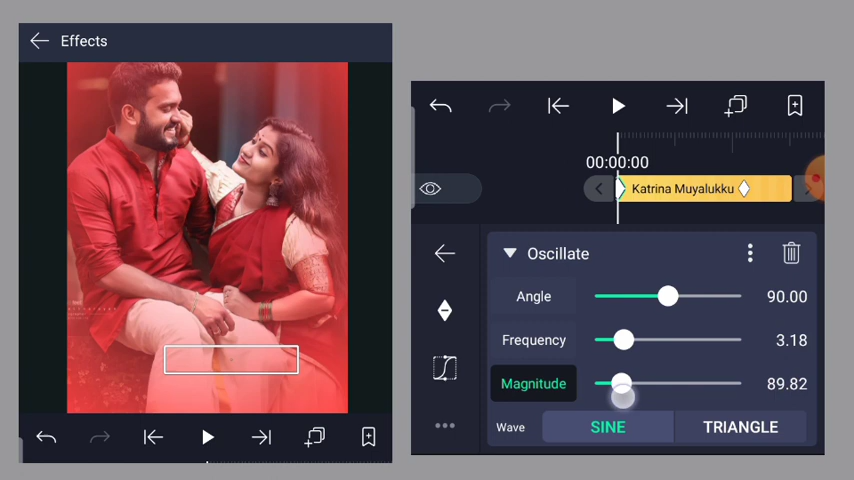 Effects
00:00:00
Katrina Muyalukku
Oscillate
Angle
90.00
Frequency
3.18
Magnitude
89.82
Wave
SINE
TRIANGLE